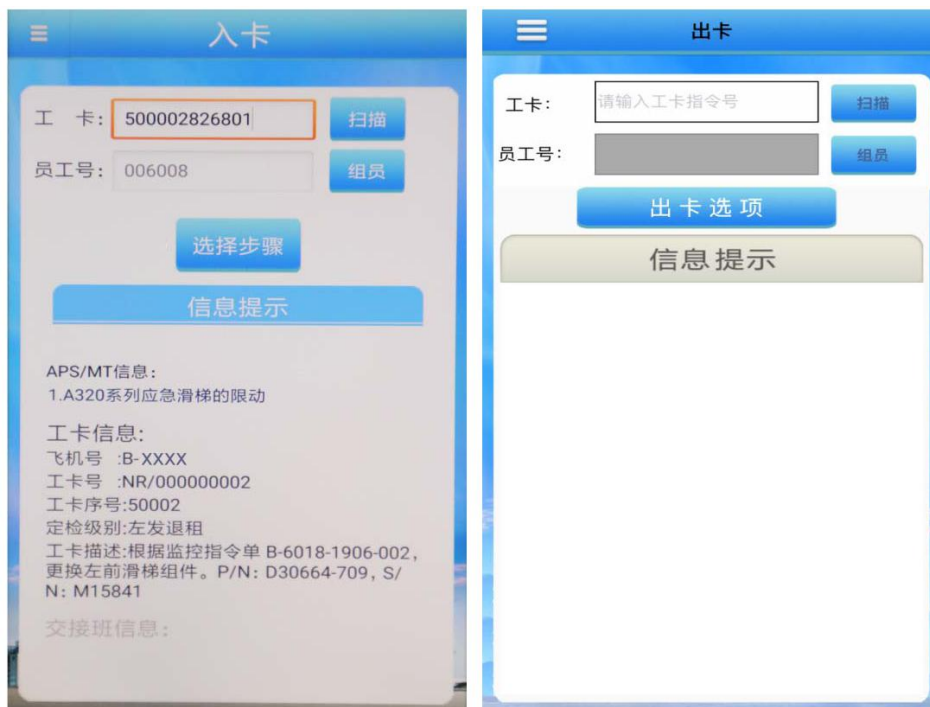 入卡
工 卡: 500002826801 扫描
员工号: 006008 组员
选择步骤
信息提示
APS/MT信息:
1.A320系列应急滑梯的限动
工卡信息:
飞机号 :B-XXXX
工卡号 :NR/000000002
工卡序号:50002
定检级别:左发退租
工卡描述:根据监控指令单 B-6018-1906-002,
更换左前滑梯组件。P/N: D30664-709, S/
N: M15841
交接班信息:
出卡
工卡: 请输入工卡指令号 扫描
员工号: 组员
出卡选项
信息提示